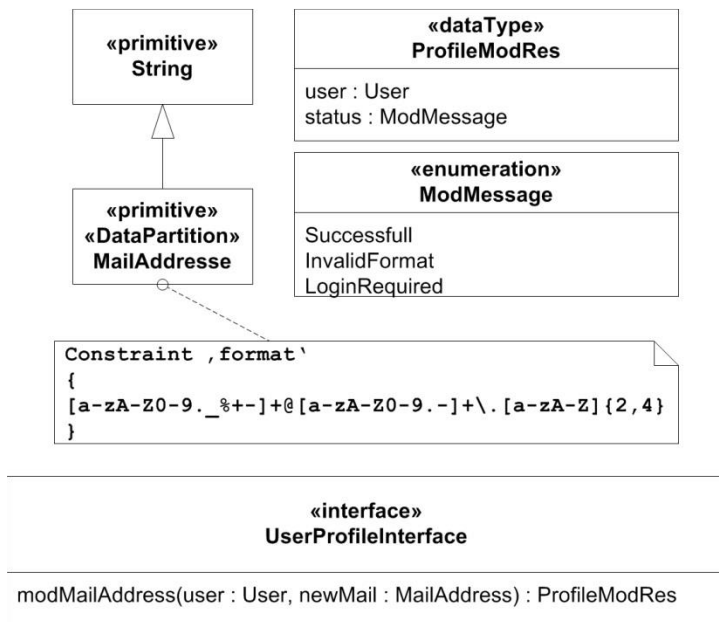 «primitive»
String
«dataType»
ProfileModRes
user : User
status : ModMessage
«primitive»
«DataPartition»
MailAddresse
«enumeration»
ModMessage
Successfull
InvalidFormat
LoginRequired
Constraint ‚format‘
{
[a-zA-Z0-9._%+-]+@[a-zA-Z0-9.-]+\.[a-zA-Z]{2,4}
}
«interface»
UserProfileInterface
modMailAddress(user : User, newMail : MailAddress) : ProfileModRes